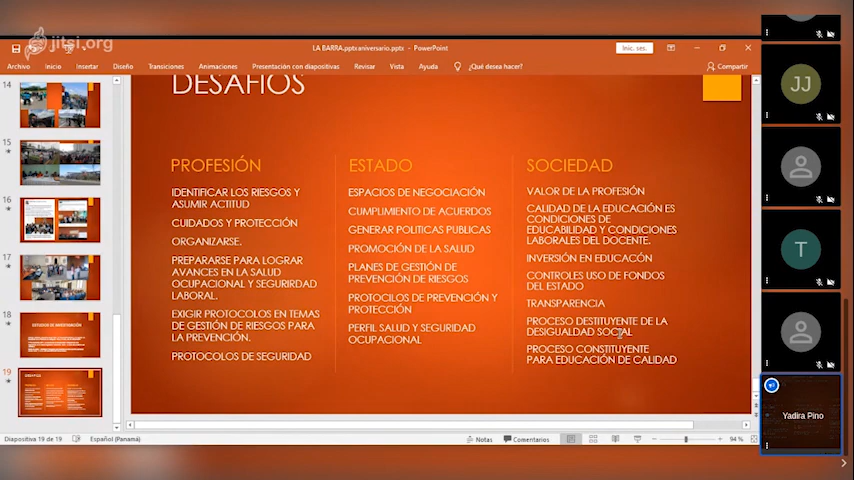 jitsi.org
LA BARRA.pptxaniversario.pptx - PowerPoint
Inic. ses.
Archivo Inicio Insertar Diseño Transiciones Animaciones Presentación con diapositivas Revisar Vista Ayuda ¿Qué desea hacer? Compartir
14
15
16
17
18
19
ESTUDIOS DE INVESTIGACIÓN
DESAFIOS
PROFESIÓN
IDENTIFICAR LOS RIESGOS Y
ASUMIR ACTITUD
CUIDADOS Y PROTECCIÓN
ORGANIZARSE.
PREPARARSE PARA LOGRAR
AVANCES EN LA SALUD
OCUPACIONAL Y SEGURIRDAD
LABORAL.
EXIGIR PROTOCOLOS EN TEMAS
DE GESTIÓN DE RIESGOS PARA
LA PREVENCIÓN.
PROTOCOLOS DE SEGURIDAD
ESTADO
ESPACIOS DE NEGOCIACIÓN
CUMPLIMIENTO DE ACUERDOS
GENERAR POLITICAS PUBLICAS
PROMOCIÓN DE LA SALUD
PLANES DE GESTIÓN DE
PREVENCIÓN DE RIESGOS
PROTOCILOS DE PREVENCIÓN Y
PROTECCIÓN
PERFIL SALUD Y SEGURIDAD
OCUPACIONAL
SOCIEDAD
VALOR DE LA PROFESIÓN
CALIDAD DE LA EDUCACIÓN ES
CONDICIONES DE
EDUCABILIDAD Y CONDICIONES
LABORALES DEL DOCENTE.
INVERSIÓN EN EDUCACÓN
CONTROLES USO DE FONDOS
DEL ESTADO
TRANSPARENCIA
PROCESO DESTITUYENTE DE LA
DESIGUALDAD SOCIAL
PROCESO CONSTITUYENTE
PARA EDUCACIÓN DE CALIDAD
JJ
T
Yadira Pino
Diapositiva 19 de 19 Español (Panamá) Notas Comentarios 94 %